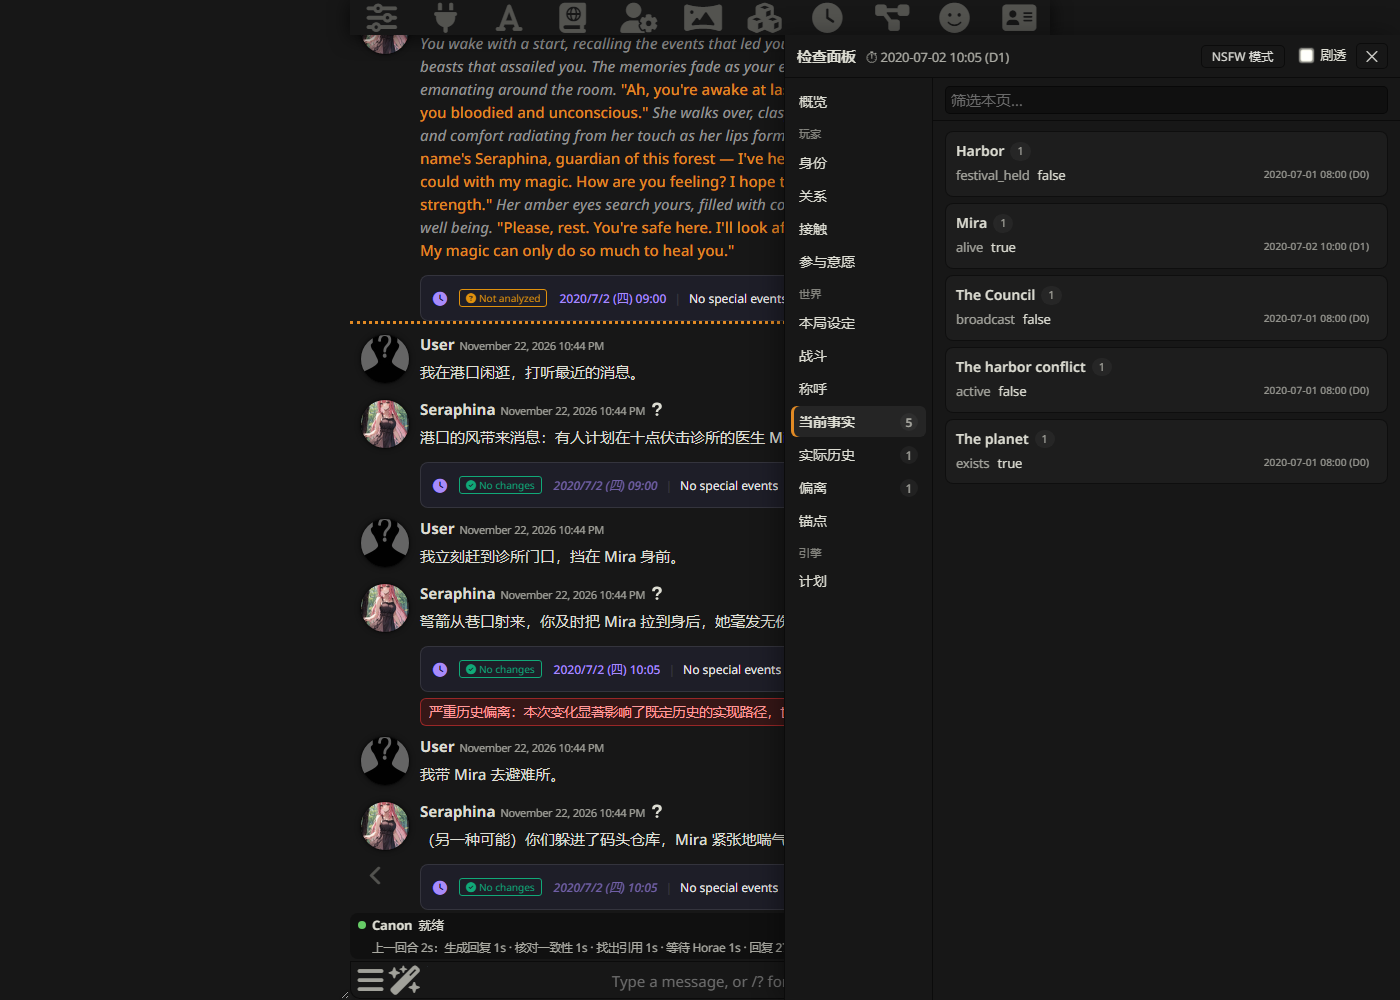 You wake with a start, recalling the events that led you
beasts that assailed you. The memories fade as your e
emanating around the room. "Ah, you're awake at la
you bloodied and unconscious." She walks over, clas
and comfort radiating from her touch as her lips form
name's Seraphina, guardian of this forest — I've he
could with my magic. How are you feeling? I hope t
strength." Her amber eyes search yours, filled with co
well being. "Please, rest. You're safe here. I'll look af
My magic can only do so much to heal you."
Not analyzed 2020/7/2 (四) 09:00 | No special events
User November 22, 2026 10:44 PM
我在港口闲逛，打听最近的消息。
Seraphina November 22, 2026 10:44 PM ?
港口的风带来消息：有人计划在十点伏击诊所的医生 M
No changes 2020/7/2 (四) 09:00 | No special events
User November 22, 2026 10:44 PM
我立刻赶到诊所门口，挡在 Mira 身前。
Seraphina November 22, 2026 10:44 PM ?
弩箭从巷口射来，你及时把 Mira 拉到身后，她毫发无伤
No changes 2020/7/2 (四) 10:05 | No special events
严重历史偏离：本次变化显著影响了既定历史的实现路径，
User November 22, 2026 10:44 PM
我带 Mira 去避难所。
Seraphina November 22, 2026 10:44 PM ?
（另一种可能）你们躲进了码头仓库，Mira 紧张地喘气
No changes 2020/7/2 (四) 10:05 | No special events
Canon 就绪
上一回合 2s：生成回复 1s · 核对一致性 1s · 找出引用 1s · 等待 Horae 1s · 回复 2
Type a message, or /? for
检查面板 2020-07-02 10:05 (D1) NSFW 模式 剧透
概览
玩家
身份
关系
接触
参与意愿
世界
本局设定
战斗
称呼
当前事实 5
实际历史 1
偏离 1
锚点
引擎
计划
筛选本页...
Harbor 1
festival_held false 2020-07-01 08:00 (D0)
Mira 1
alive true 2020-07-02 10:00 (D1)
The Council 1
broadcast false 2020-07-01 08:00 (D0)
The harbor conflict 1
active false 2020-07-01 08:00 (D0)
The planet 1
exists true 2020-07-01 08:00 (D0)